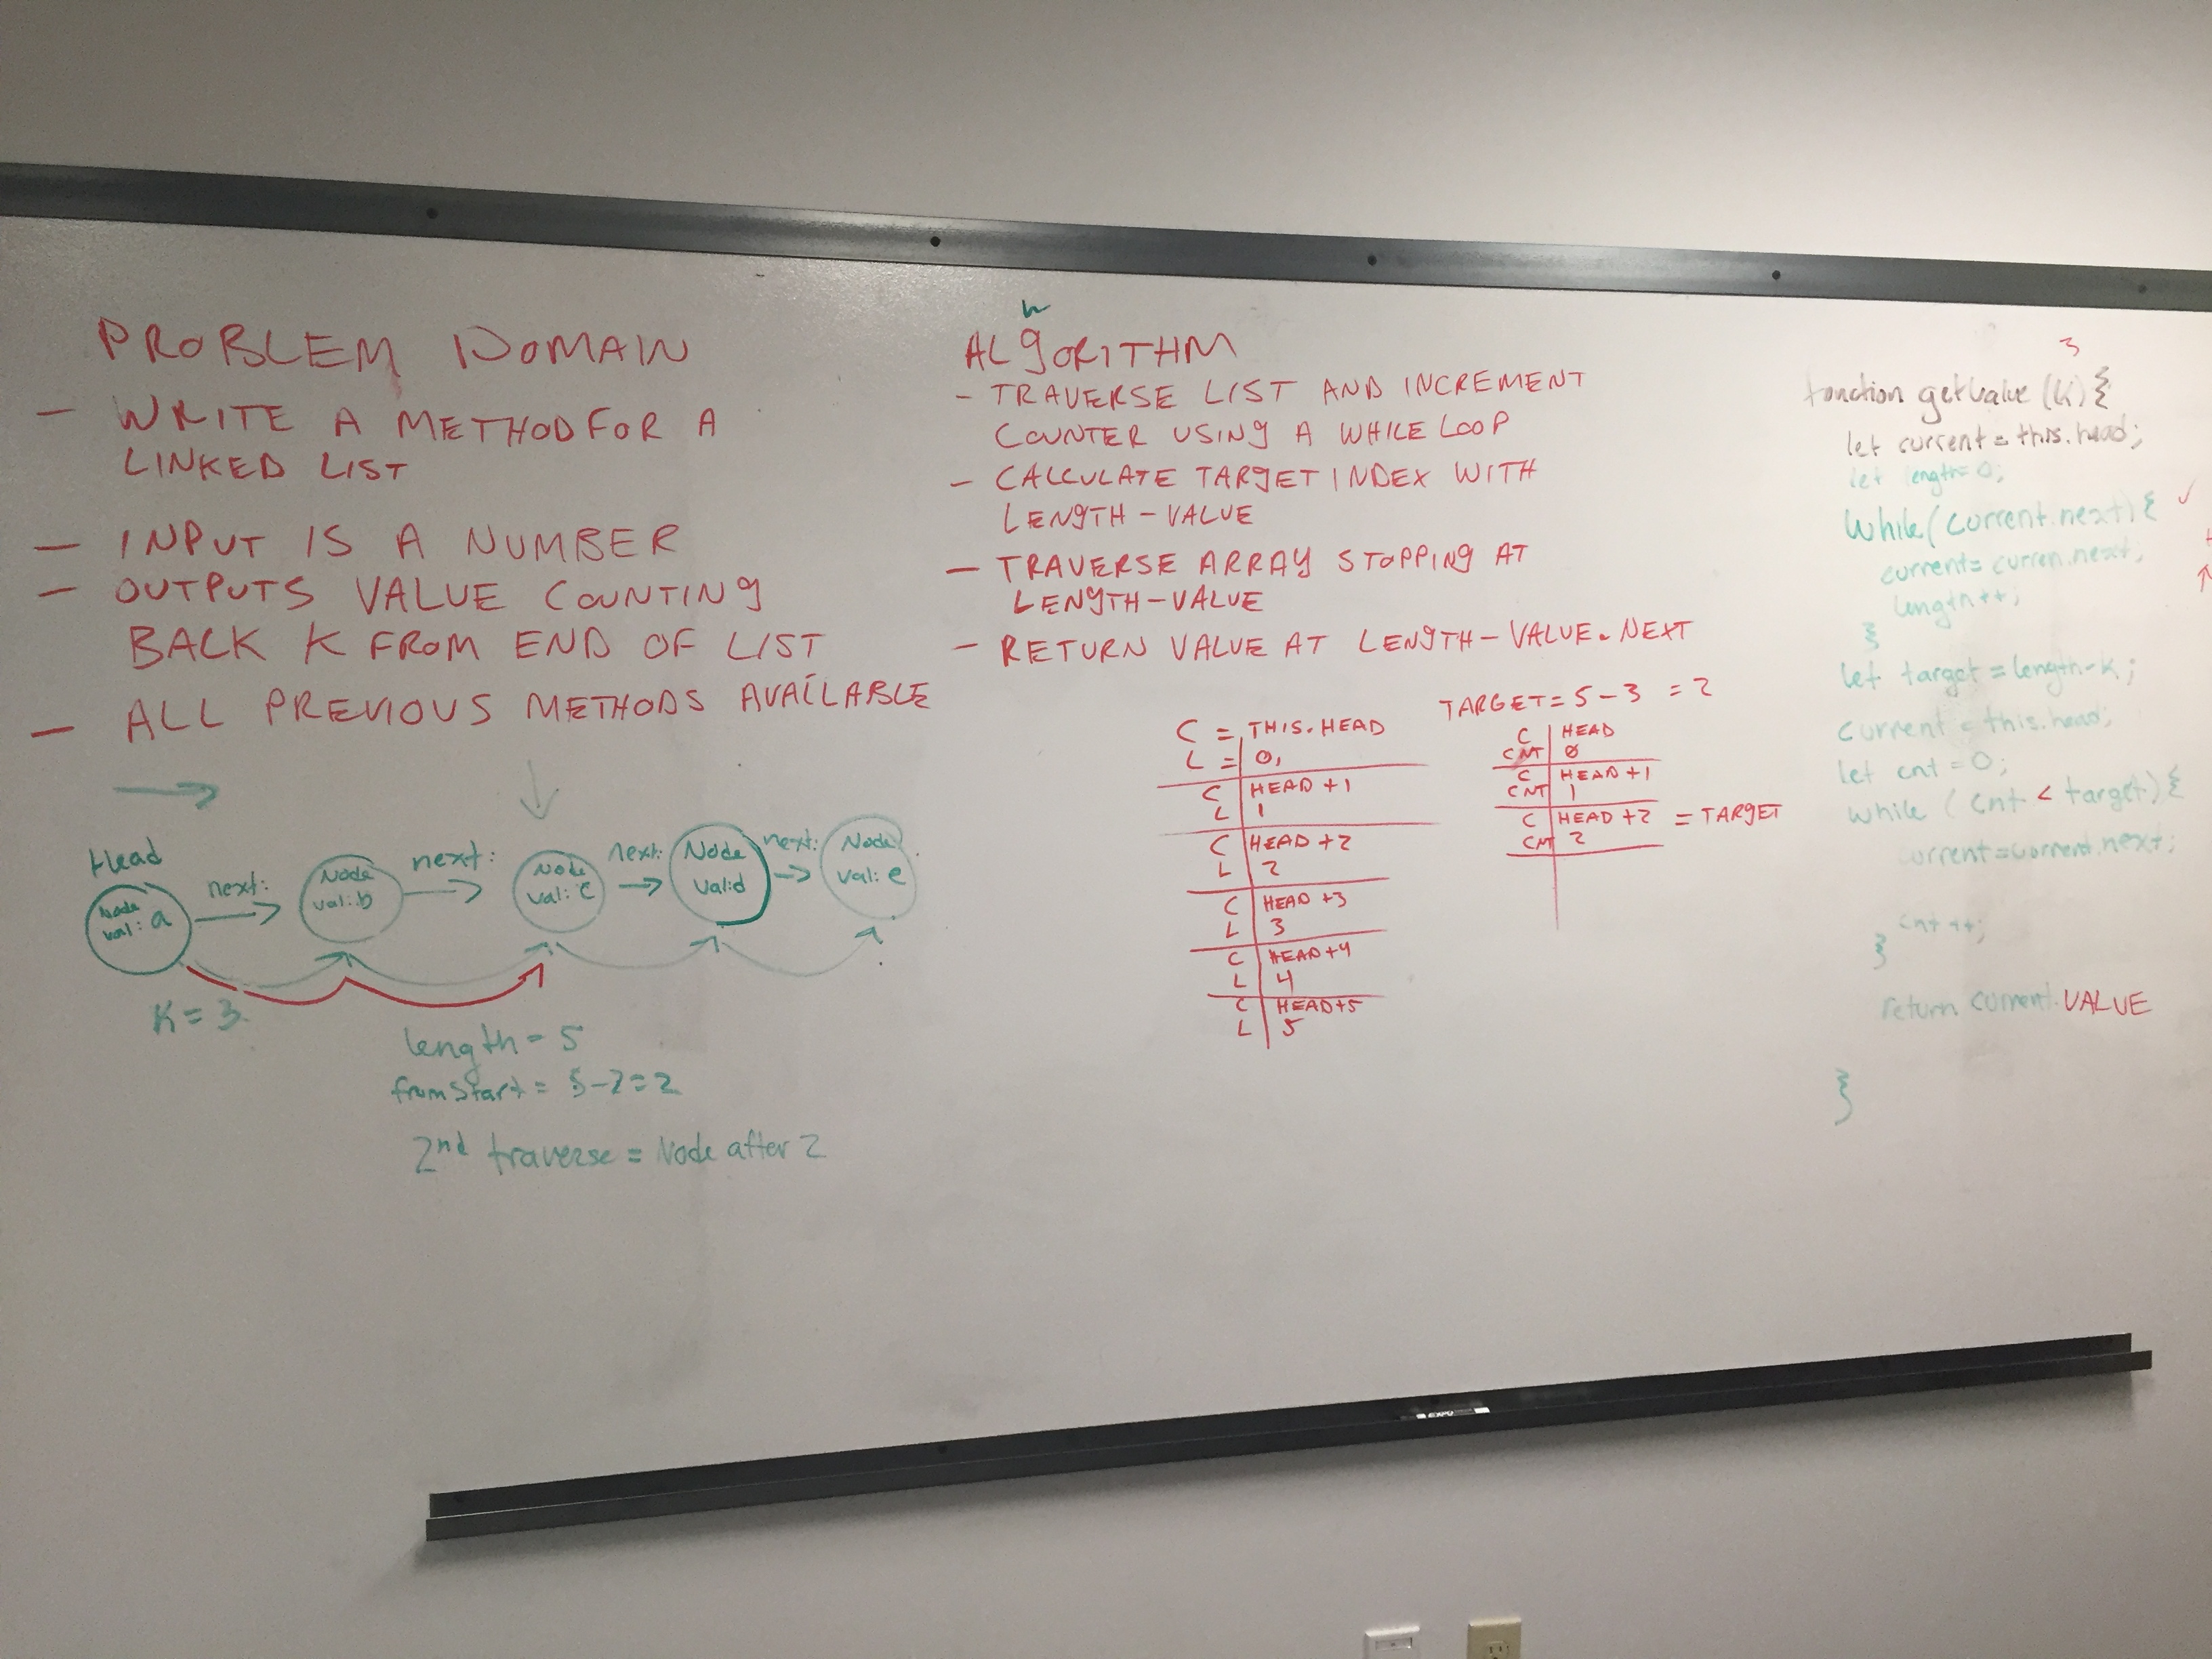 PROBLEM DOMAIN
- WRITE A METHOD FOR A
LINKED LIST
- INPUT IS A NUMBER
- OUTPUTS VALUE COUNTING
BACK K FROM END OF LIST
- ALL PREVIOUS METHODS AVAILABLE
Head
Node
val: a
next:
Node
val: b
next:
Node
val: c
next:
Node
val: d
next:
Node
val: e
K = 3
length = 5
from start = 5-2=2
2nd traverse = Node after 2
ALgORITHM
- TRAVERSE LIST AND INCREMENT
COUNTER USING A WHILE LOOP
- CALCULATE TARGET INDEX WITH
LENGTH - VALUE
- TRAVERSE ARRAY STOPPING AT
LENGTH - VALUE
- RETURN VALUE AT LENGTH - VALUE.NEXT
C = THIS.HEAD
L = 0,
C HEAD +1
L 1
C HEAD +2
L 2
C HEAD +3
L 3
C HEAD +4
L 4
C HEAD+5
L 5
TARGET = 5 - 3 = 2
C HEAD
CNT 0
C HEAD +1
CNT 1
C HEAD +2 = TARGET
CNT 2
3
function getValue (K) {
let current = this.head;
let length = 0;
while (current.next) {
current = curren.next;
length++;
}
let target = length-k;
current = this.head;
let cnt = 0;
while (cnt < target) {
current = current.next;
cnt ++;
}
return current.VALUE
}
EXPO